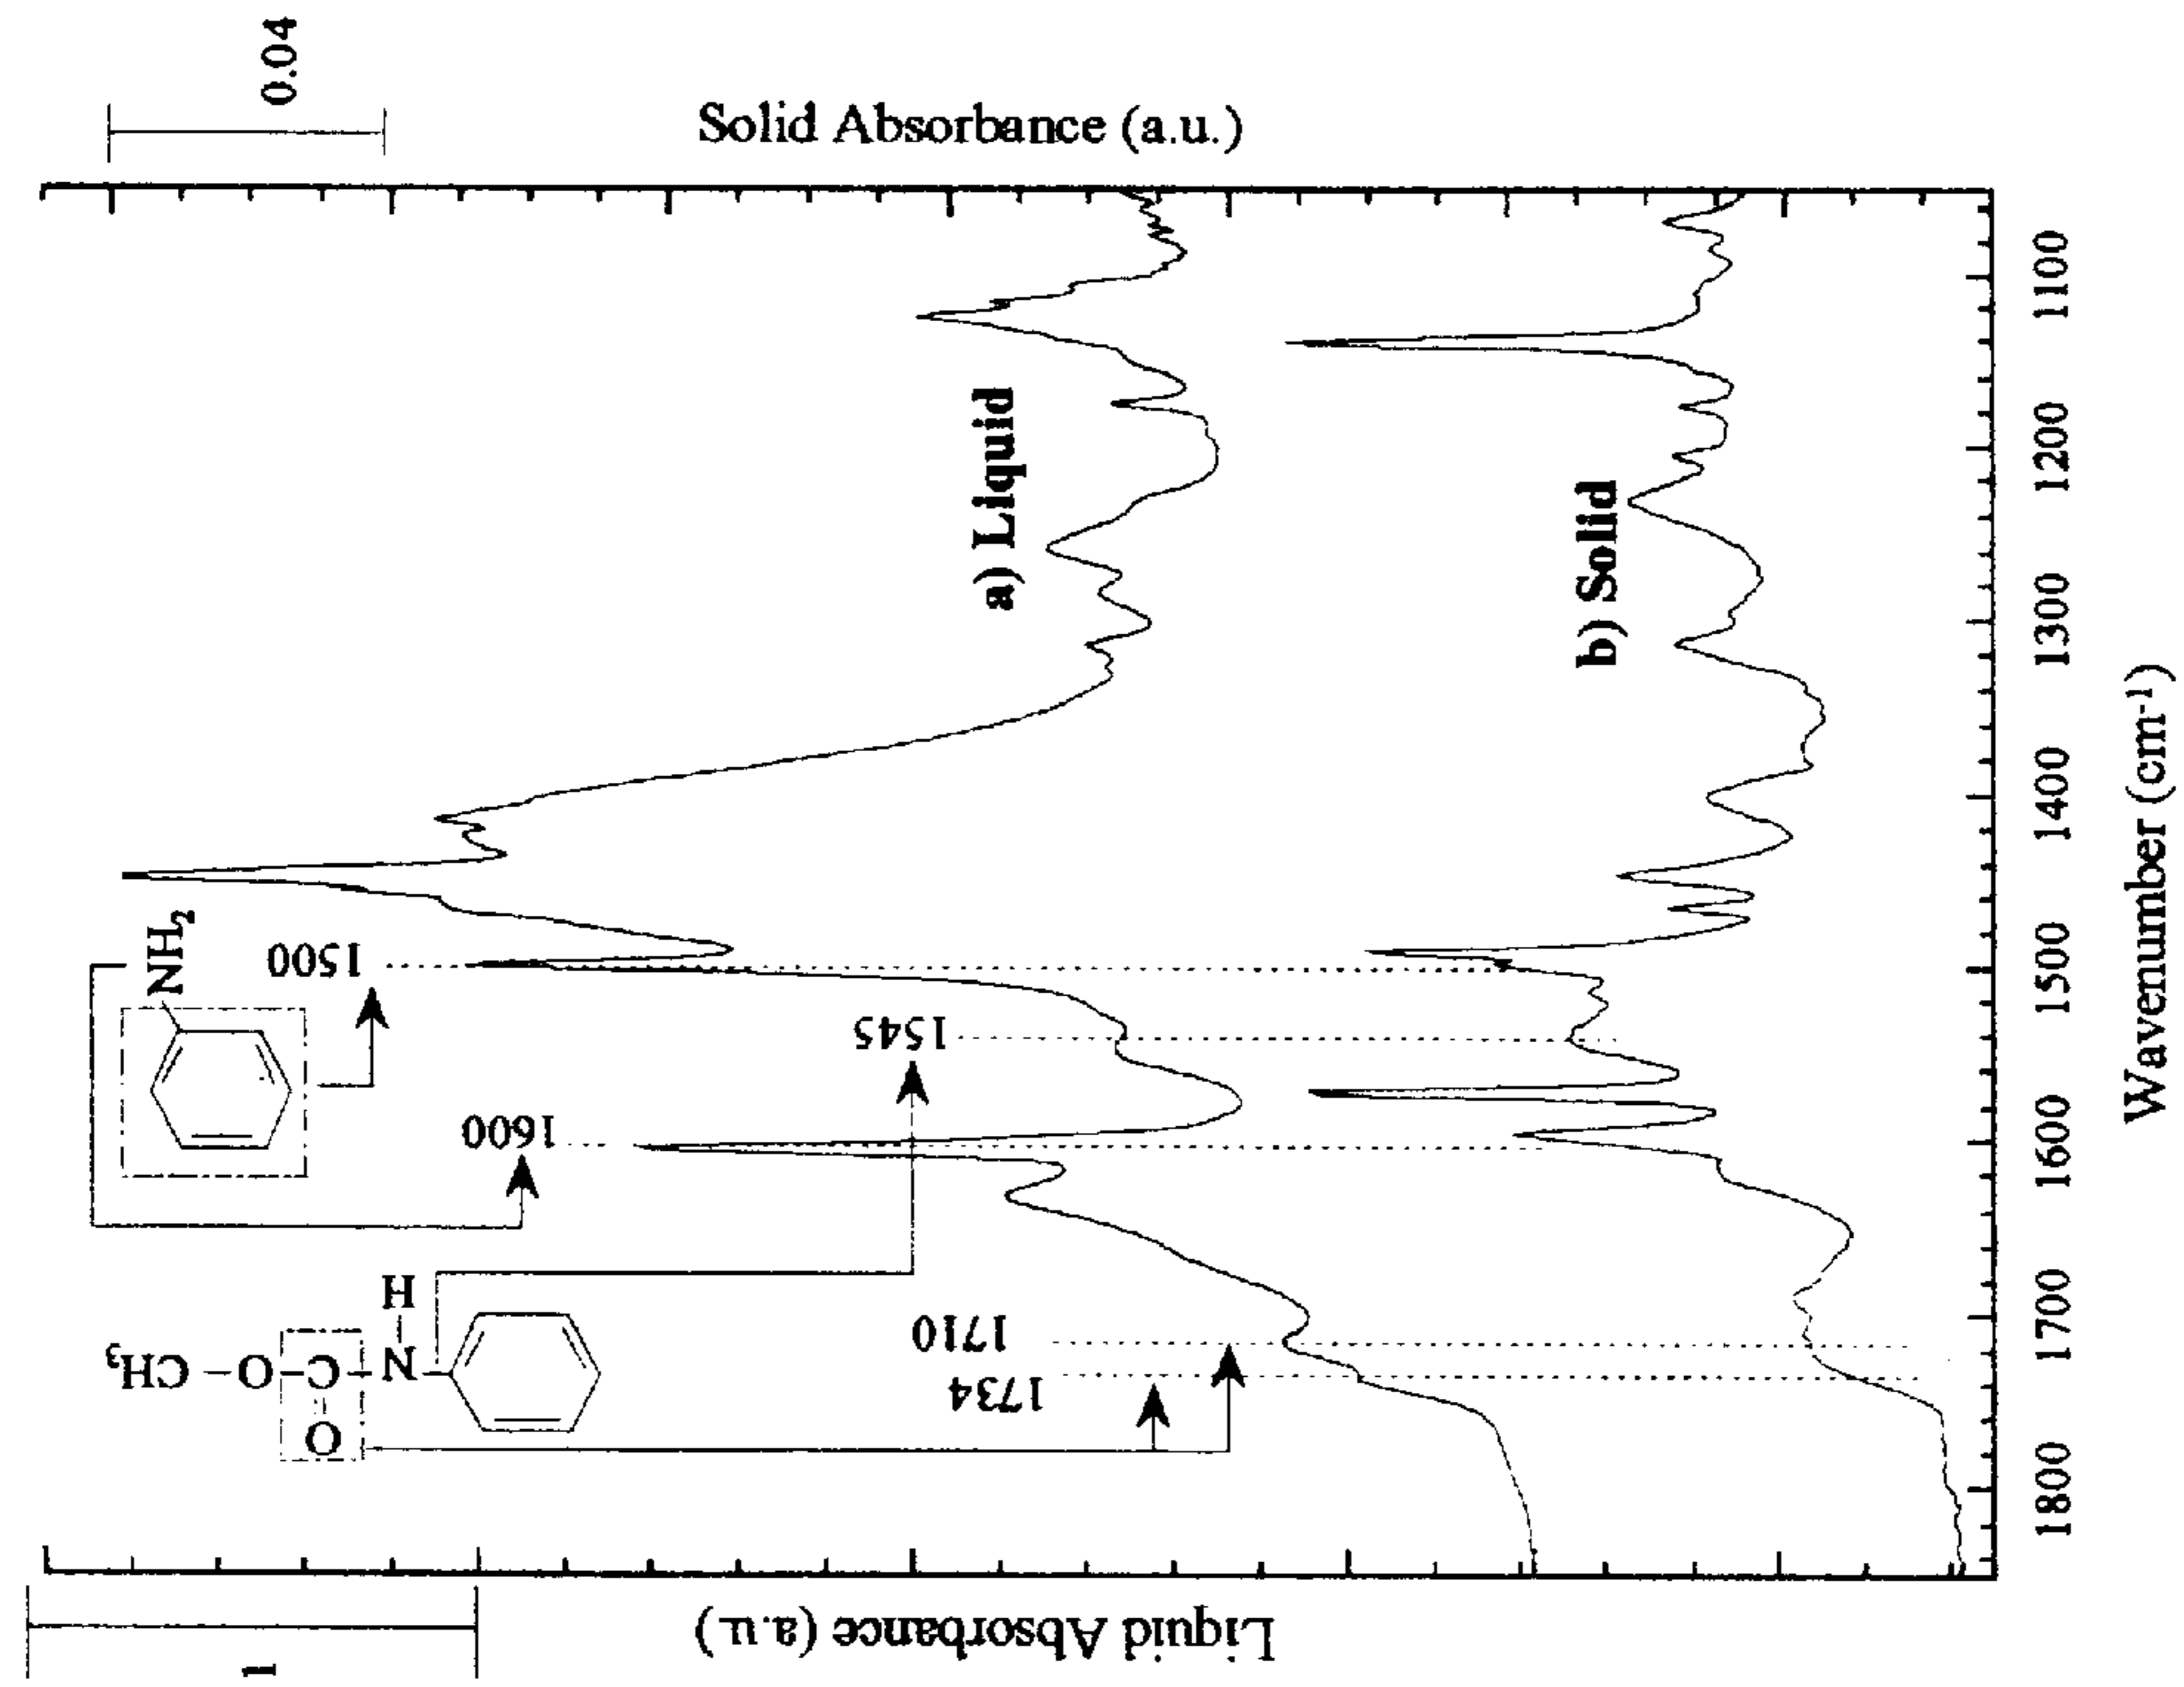 1
Liquid Absorbance (a.u.)
0.04
Solid Absorbance (a.u.)
CH3
O
C
O
N
H
NH2
1734
1710
1600
1545
1500
a) Liquid
b) Solid
1800
1700
1600
1500
1400
1300
1200
1100
Wavenumber (cm-1)